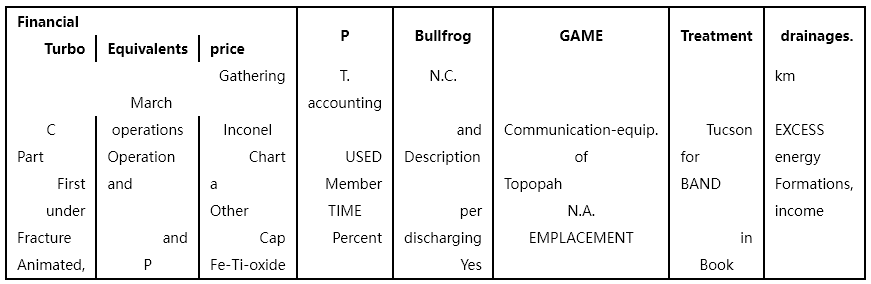 Financial P Bullfrog GAME Treatment drainages.
Turbo Equivalents price
Gathering T. N.C. km
March accounting
C operations Inconel and Communication-equip. Tucson EXCESS
Part Operation Chart USED Description of for energy
First and a Member Topopah BAND Formations,
under Other TIME per N.A. income
Fracture and Cap Percent discharging EMPLACEMENT in
Animated, P Fe-Ti-oxide Yes Book